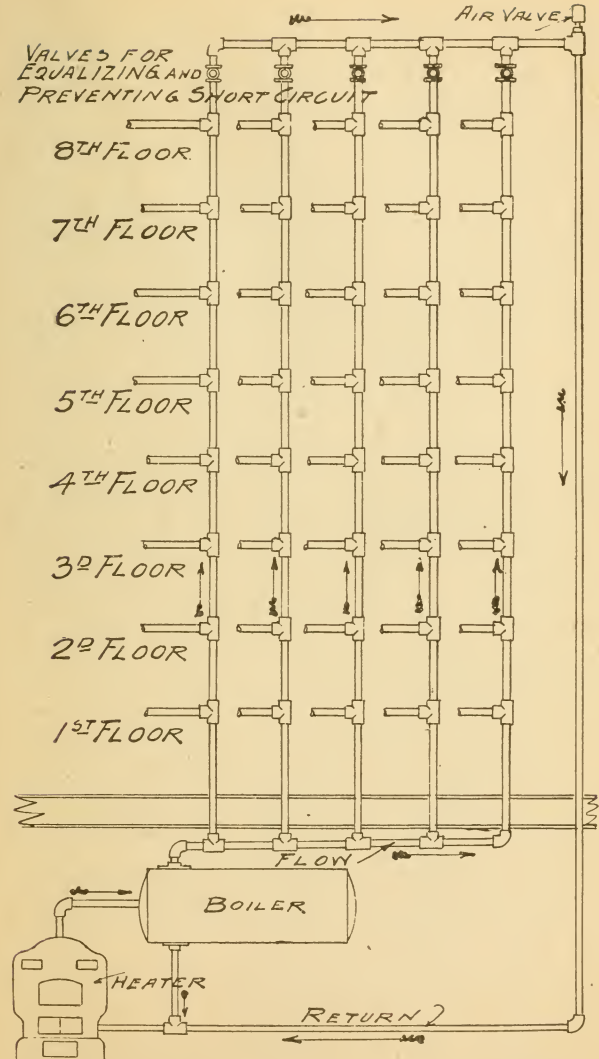 AIR VALVE
VALVES FOR
EQUALIZING AND
PREVENTING SHORT CIRCUIT
8TH FLOOR
7TH FLOOR
6TH FLOOR
5TH FLOOR
4TH FLOOR
3D FLOOR
2D FLOOR
1ST FLOOR
FLOW
BOILER
HEATER
RETURN